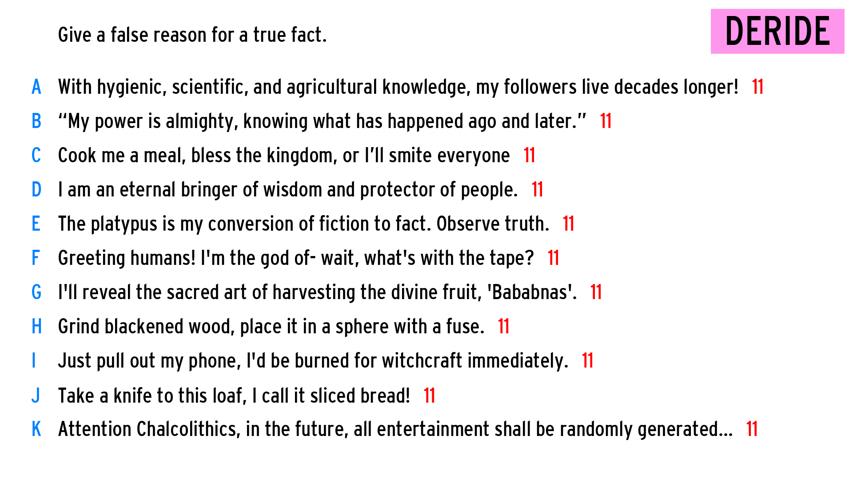 Give a false reason for a true fact.
DERIDE
A With hygienic, scientific, and agricultural knowledge, my followers live decades longer! 11
B “My power is almighty, knowing what has happened ago and later.” 11
C Cook me a meal, bless the kingdom, or I’ll smite everyone 11
D I am an eternal bringer of wisdom and protector of people. 11
E The platypus is my conversion of fiction to fact. Observe truth. 11
F Greeting humans! I'm the god of- wait, what's with the tape? 11
G I'll reveal the sacred art of harvesting the divine fruit, 'Bababnas'. 11
H Grind blackened wood, place it in a sphere with a fuse. 11
I Just pull out my phone, I'd be burned for witchcraft immediately. 11
J Take a knife to this loaf, I call it sliced bread! 11
K Attention Chalcolithics, in the future, all entertainment shall be randomly generated... 11